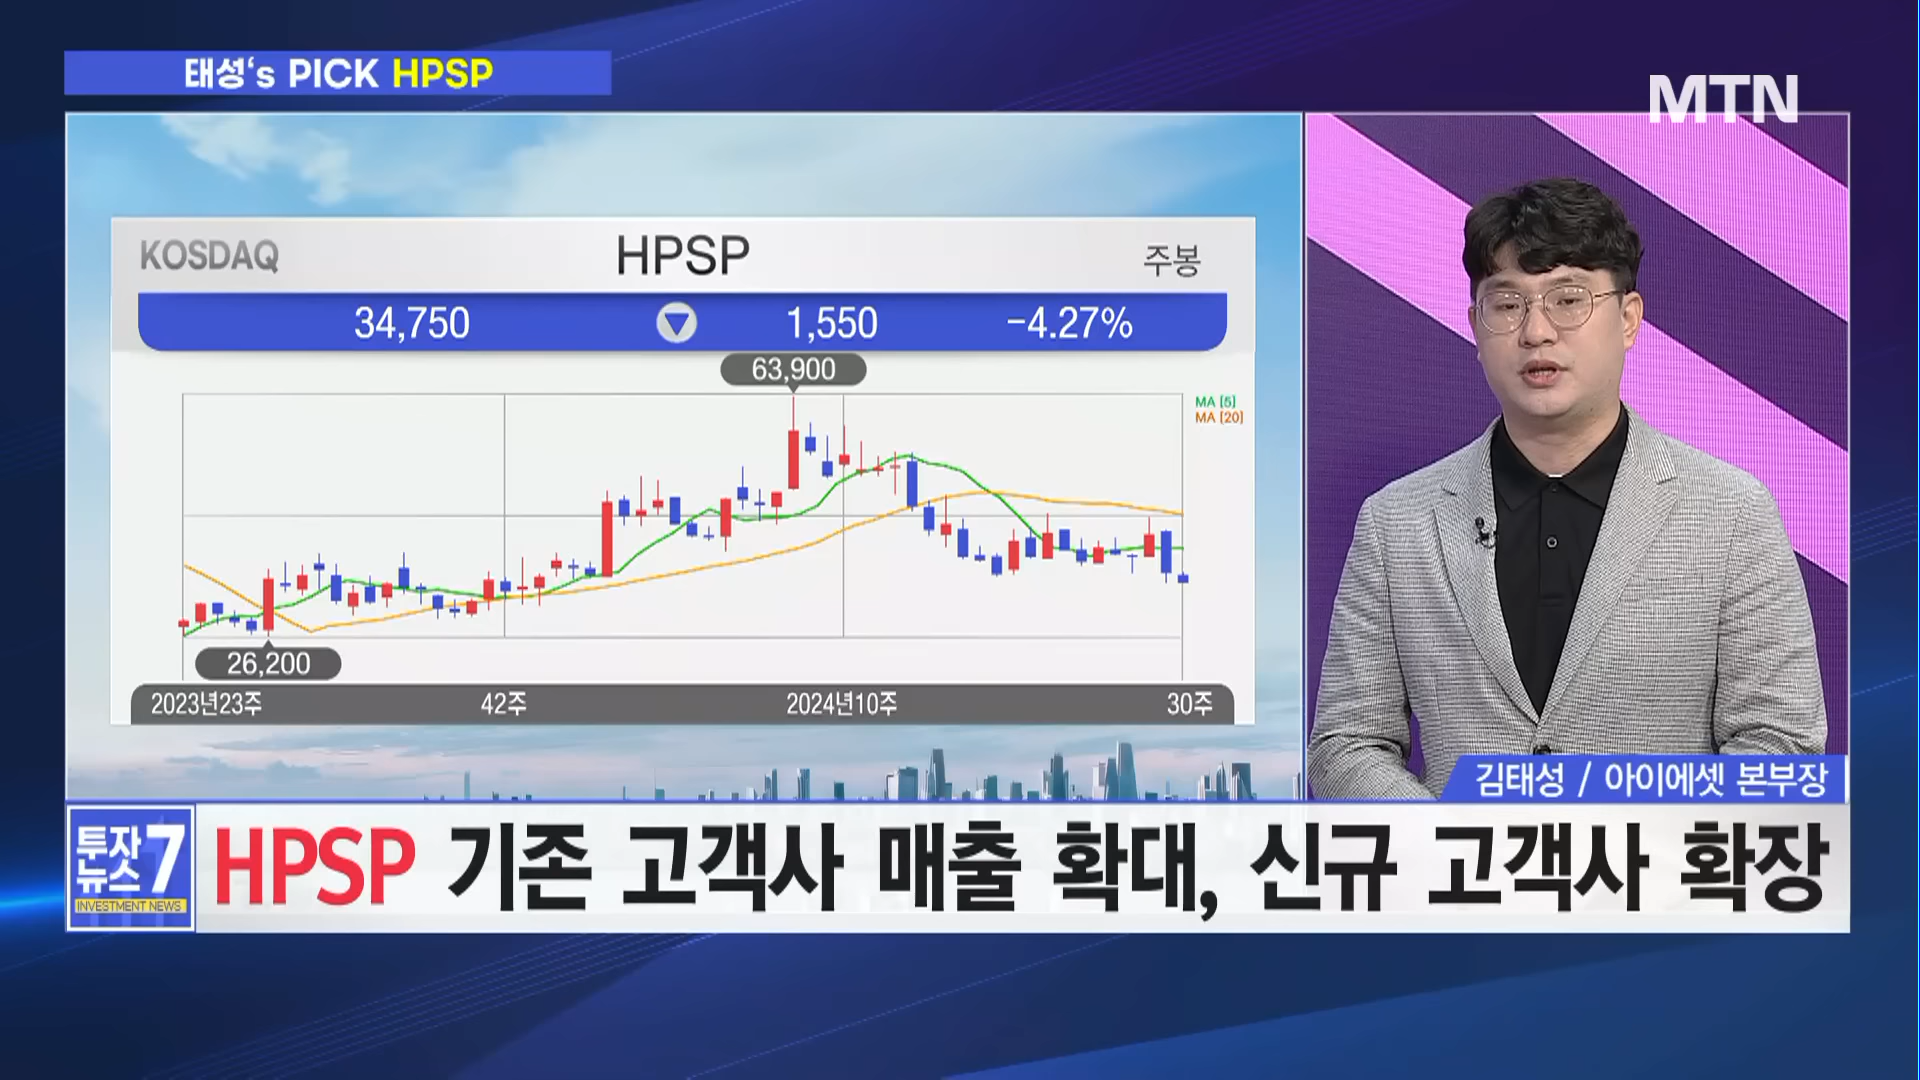 태성‘s PICK HPSP
MTN
KOSDAQ
HPSP
주봉
34,750
1,550
-4.27%
63,900
MA [5]
MA [20]
26,200
2023년23주
42주
2024년10주
30주
김태성 / 아이에셋 본부장
투자
뉴스7
INVESTMENT NEWS
HPSP 기존 고객사 매출 확대, 신규 고객사 확장